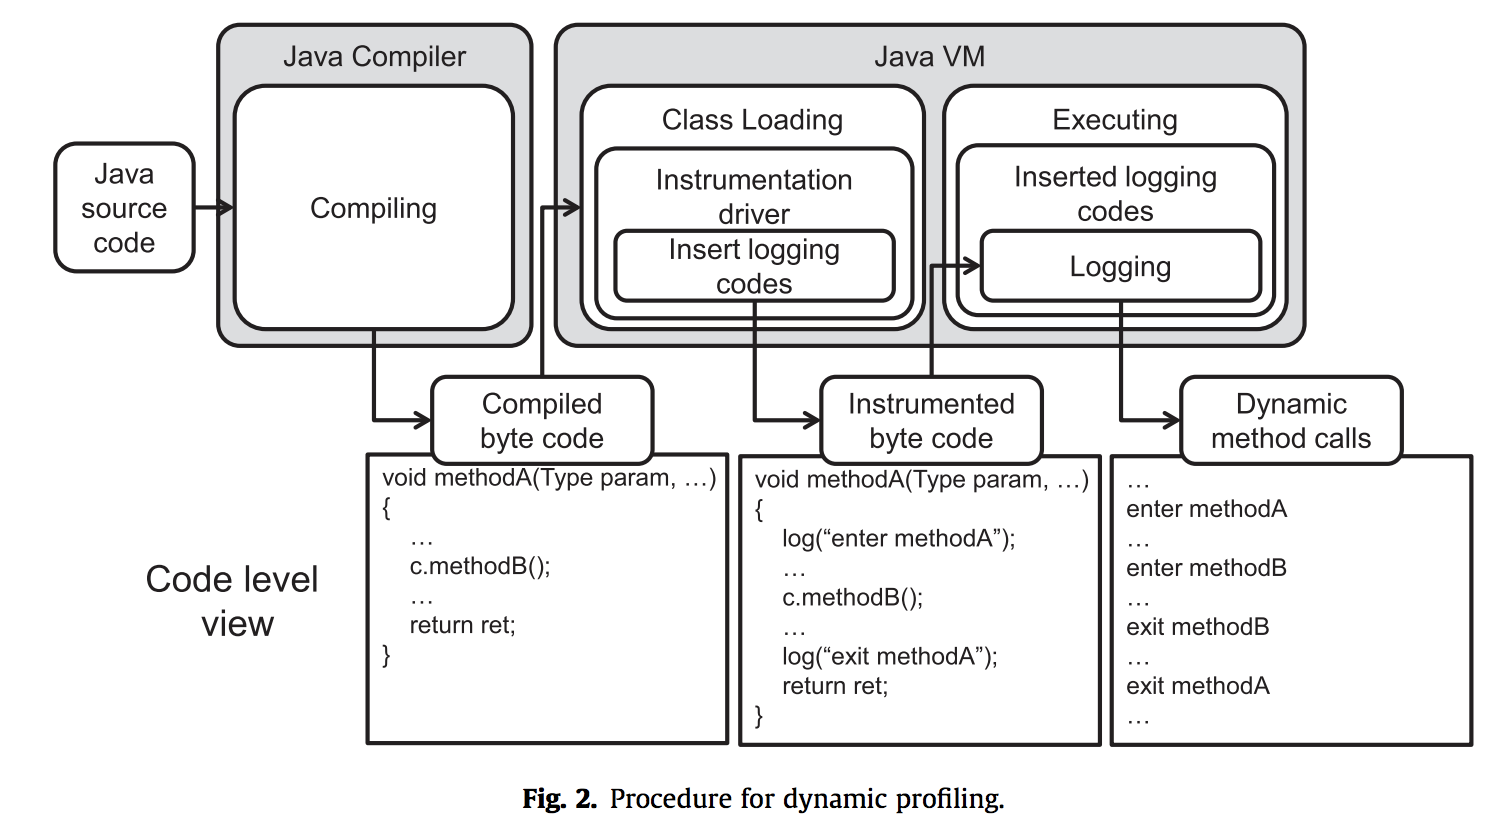 Java Compiler
Java VM
Class Loading
Executing
Java
source
code
Compiling
Instrumentation
driver
Insert logging
codes
Inserted logging
codes
Logging
Compiled
byte code
Instrumented
byte code
Dynamic
method calls
Code level
view
void methodA(Type param, …)
{
…
c.methodB();
…
return ret;
}
void methodA(Type param, …)
{
log(“enter methodA”);
…
c.methodB();
…
log(“exit methodA”);
return ret;
}
…
enter methodA
…
enter methodB
…
exit methodB
…
exit methodA
…
Fig. 2. Procedure for dynamic profiling.